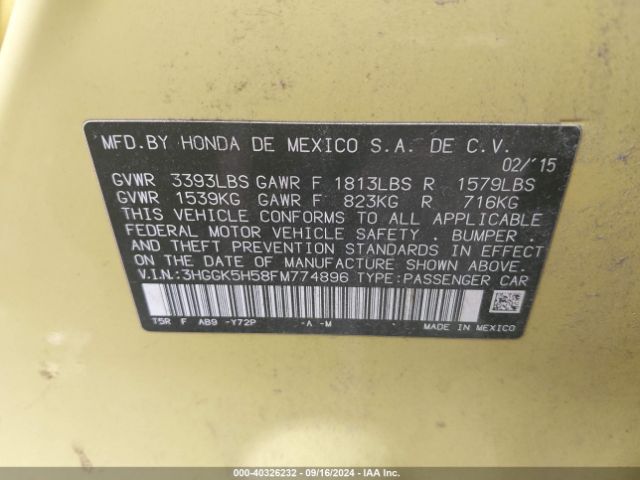 MFD.BY HONDA DE MEXICO S.A. DE C.V.
02/'15
GVWR 3393LBS GAWR F 1813LBS R 1579LBS
GVWR 1539KG GAWR F 823KG R 716KG
THIS VEHICLE CONFORMS TO ALL APPLICABLE
FEDERAL MOTOR VEHICLE SAFETY , BUMPER ,
AND THEFT PREVENTION STANDARDS IN EFFECT
ON THE DATE OF MANUFACTURE SHOWN ABOVE.
V.I.N.:3HGGK5H58FM774896 TYPE:PASSENGER CAR
T5R F AB9 -Y72P -A -M MADE IN MEXICO
000-40326232 - 09/16/2024 - IAAI.COM